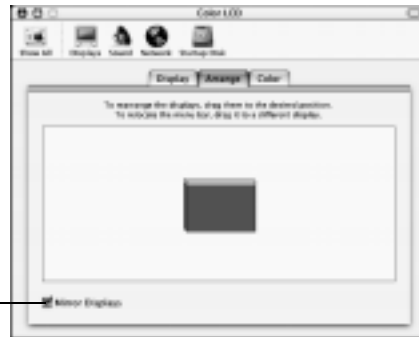 Color LCD
Show All Displays Sound Network Startup Disk
Display Arrange Color
To rearrange the displays, drag them to the desired position.
To relocate the menu bar, drag it to a different display.
Mirror Displays